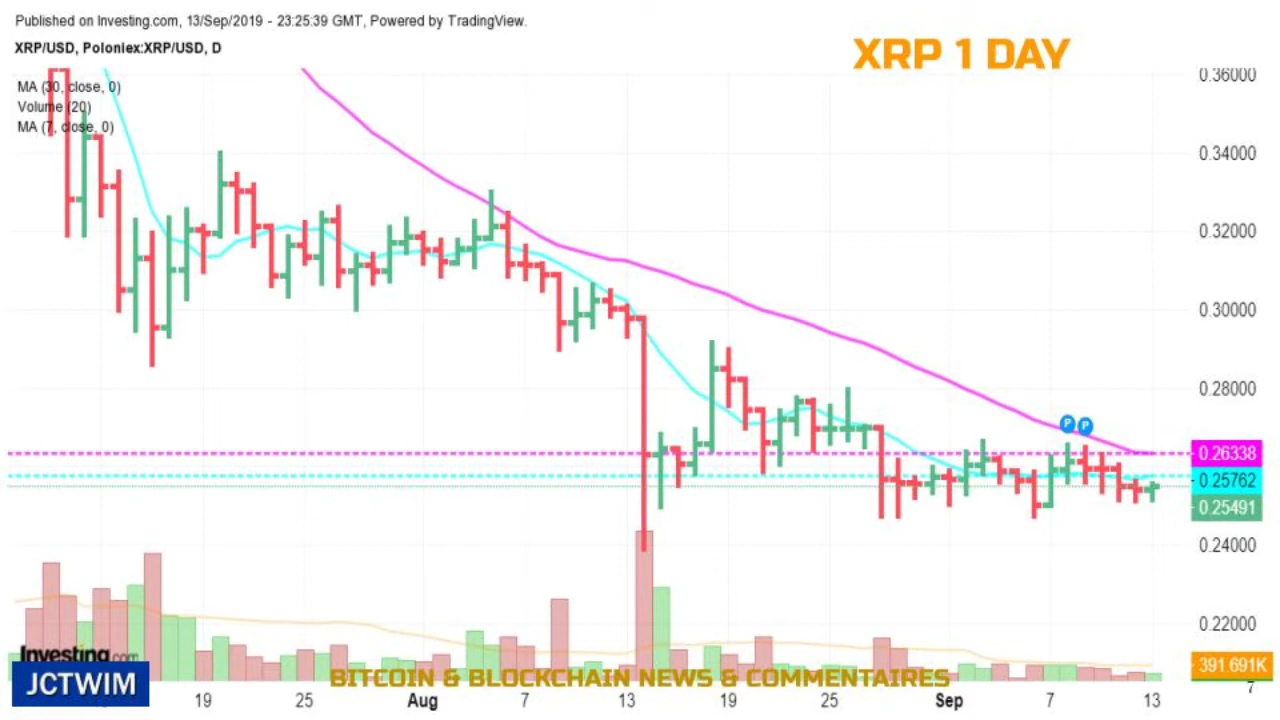 Published on Investing.com, 13/Sep/2019 - 23:25:39 GMT, Powered by TradingView.
XRP/USD, Poloniex:XRP/USD, D
XRP 1 DAY
MA (30, close, 0)
Volume (20)
MA (7, close, 0)
0.36000
0.34000
0.32000
0.30000
0.28000
P P
0.26338
0.25762
0.25491
0.24000
0.22000
Investing.com
391 691K
JCTWIM
BITCOIN & BLOCKCHAIN NEWS & COMMENTAIRES
7
19 25 Aug 7 13 19 25 Sep 7 13